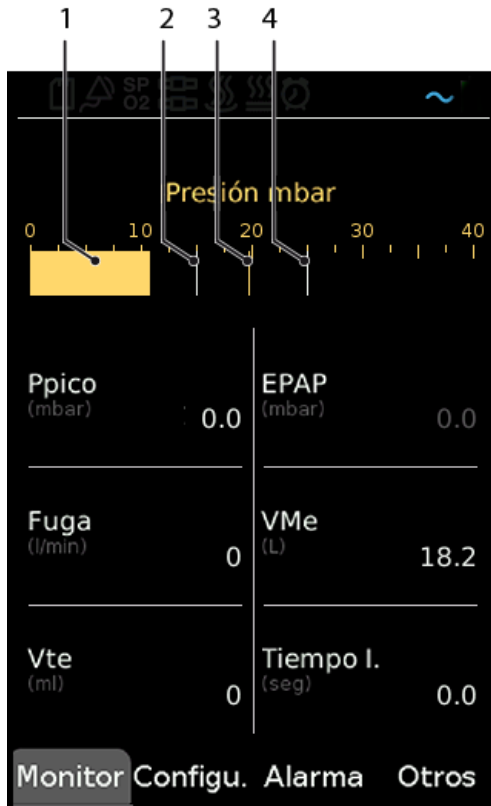 1 2 3 4
SP
O2
Presión mbar
0 10 20 30 40
Ppico
(mbar)
0.0
EPAP
(mbar)
0.0
Fuga
(l/min)
0
VMe
(L)
18.2
Vte
(ml)
0
Tiempo I.
(seg)
0.0
Monitor Configu. Alarma Otros